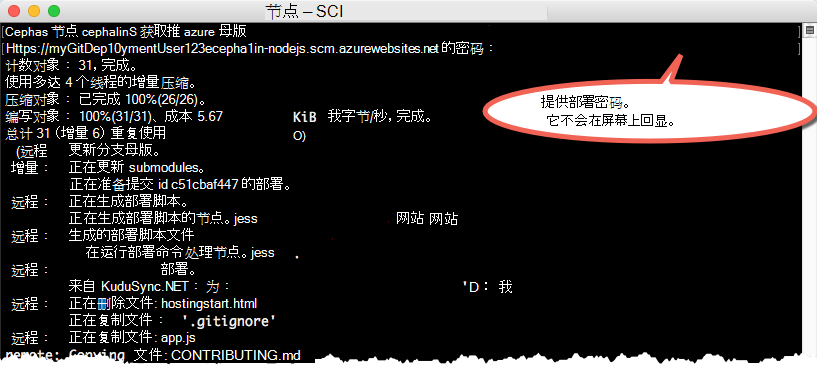 节点 – SCI
[Cephas 节点 cephalinS 获取推 azure 母版 ]
[Https://myGitDep10ymentUser123ecepha1in-nodejs.scm.azurewebsites.net 的密码： ]
计数对象： 31, 完成。
使用多达 4 个线程的增量压缩。
压缩对象： 已完成 100%(26/26)。
编写对象： 100%(31/31)、成本 5.67 KiB 我字节/秒，完成。
总计 31 (增量 6) 重复使用 O)
(远程 更新分支母版。
增量： 正在更新 submodules。
正在准备提交 id c51cbaf447 的部署。
远程： 正在生成部署脚本。
正在生成部署脚本的节点。jess 网站 网站
远程： 生成的部署脚本文件
在运行部署命令处理节点。jess .
远程： 部署。
来自 KuduSync.NET： 为： 'D： 我
远程： 正在删除文件: hostingstart.html
正在复制文件： '.gitignore'
远程： 正在复制文件: app.js
remote: Copying 文件: CONTRIBUTING.md
提供部署密码。
它不会在屏幕上回显。